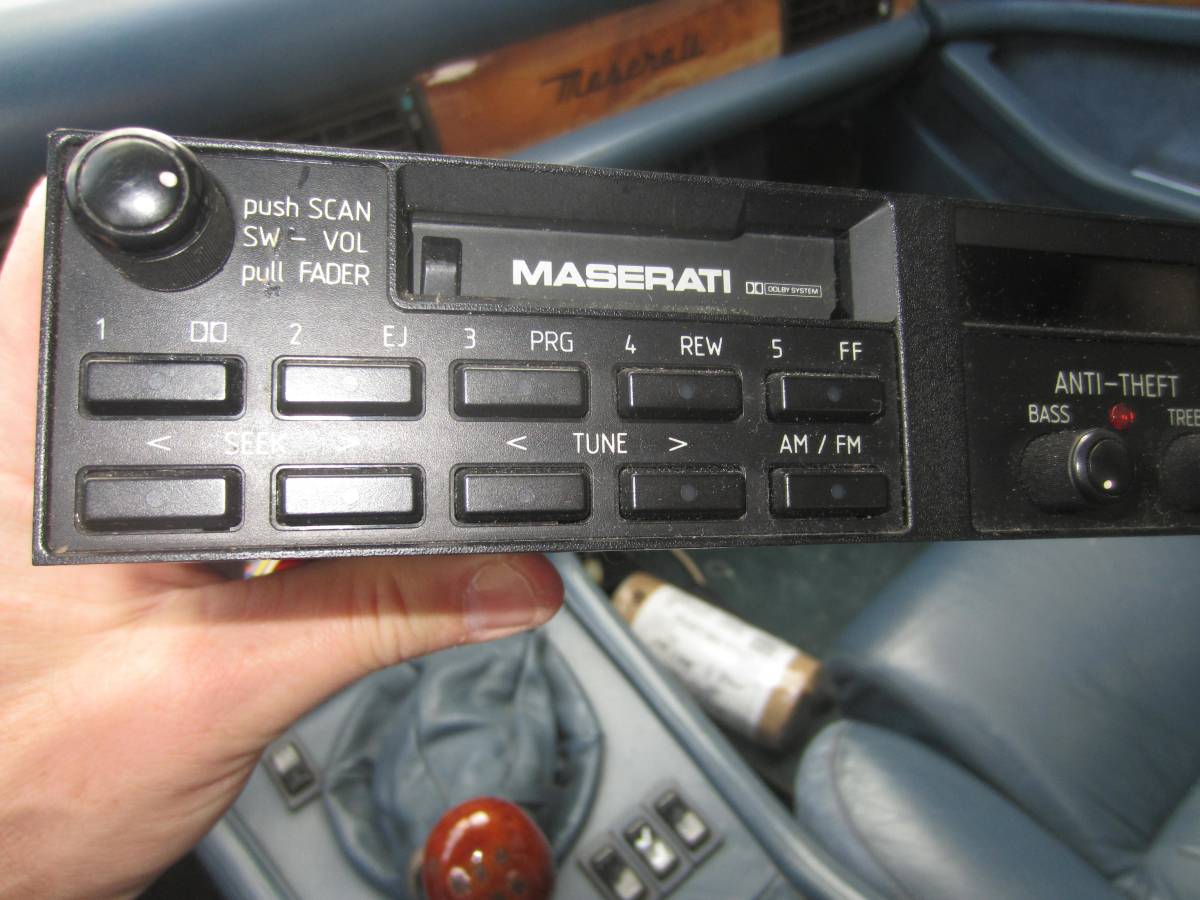 Maserati
push SCAN
SW - VOL
pull FADER
MASERATI DOLBY SYSTEM
1 2 EJ 3 PRG 4 REW 5 FF
< SEEK > < TUNE > AM / FM
ANTI-THEFT
BASS TREB